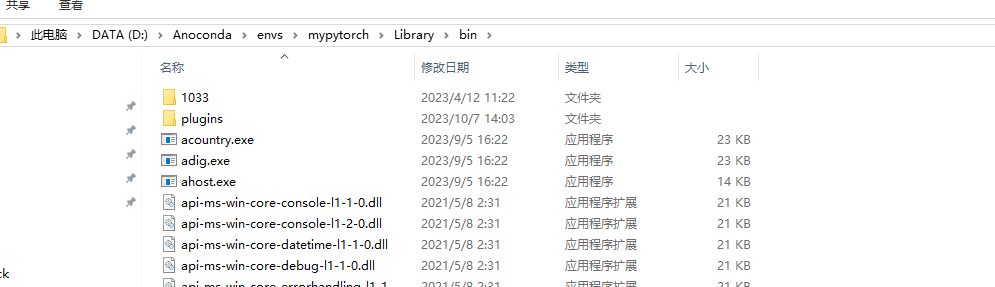 共享 查看
此电脑 > DATA (D:) > Anoconda > envs > mypytorch > Library > bin >
名称 修改日期 类型 大小
1033 2023/4/12 11:22 文件夹
plugins 2023/10/7 14:03 文件夹
acountry.exe 2023/9/5 16:22 应用程序 23 KB
adig.exe 2023/9/5 16:22 应用程序 23 KB
ahost.exe 2023/9/5 16:22 应用程序 14 KB
api-ms-win-core-console-l1-1-0.dll 2021/5/8 2:31 应用程序扩展 21 KB
api-ms-win-core-console-l1-2-0.dll 2021/5/8 2:31 应用程序扩展 21 KB
api-ms-win-core-datetime-l1-1-0.dll 2021/5/8 2:31 应用程序扩展 21 KB
api-ms-win-core-debug-l1-1-0.dll 2021/5/8 2:31 应用程序扩展 21 KB
api-ms-win-core-errorhandling-l1-1 2021/5/8 2:31 应用程序扩展 21 KB